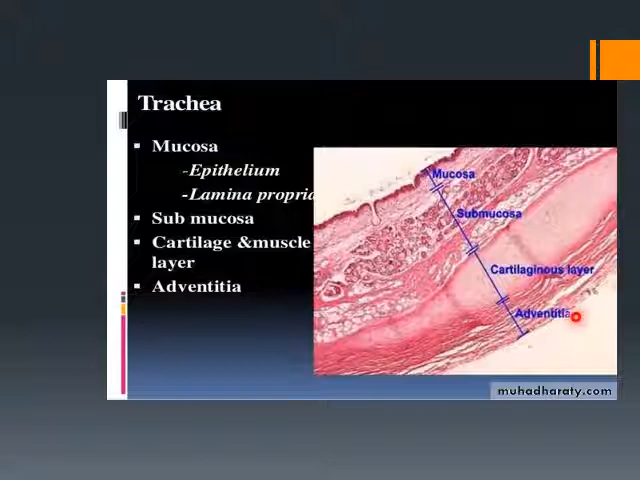 Trachea
Mucosa
-Epithelium
-Lamina propria
Sub mucosa
Cartilage &muscle
layer
Adventitia
Mucosa
Submucosa
Cartilaginous layer
Adventitia
muhadharaty.com